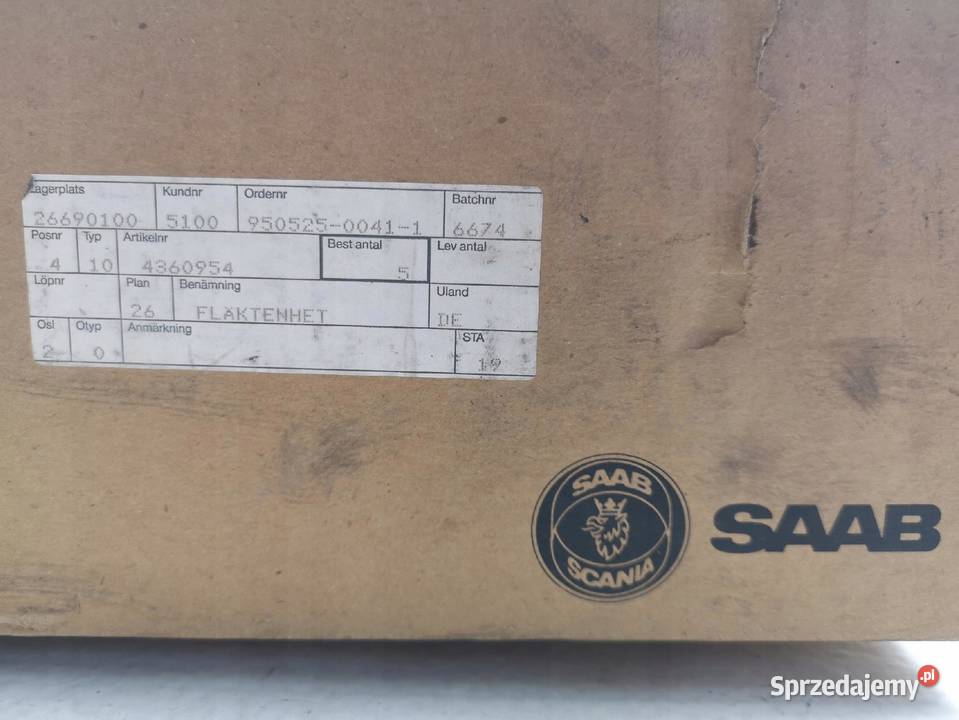 Lagerplats Kundnr Ordernr Batchnr
26690100 5100 950525-0041-1 6674
Posnr Typ Artikelnr Best antal Lev antal
4 10 4360954 5
Löpnr Plan Benämning Uland
26 FLÄKTENHET DE
Osl Otyp Anmärkning STA
2 0 19
SAAB
SCANIA
SAAB
Sprzedajemy.pl